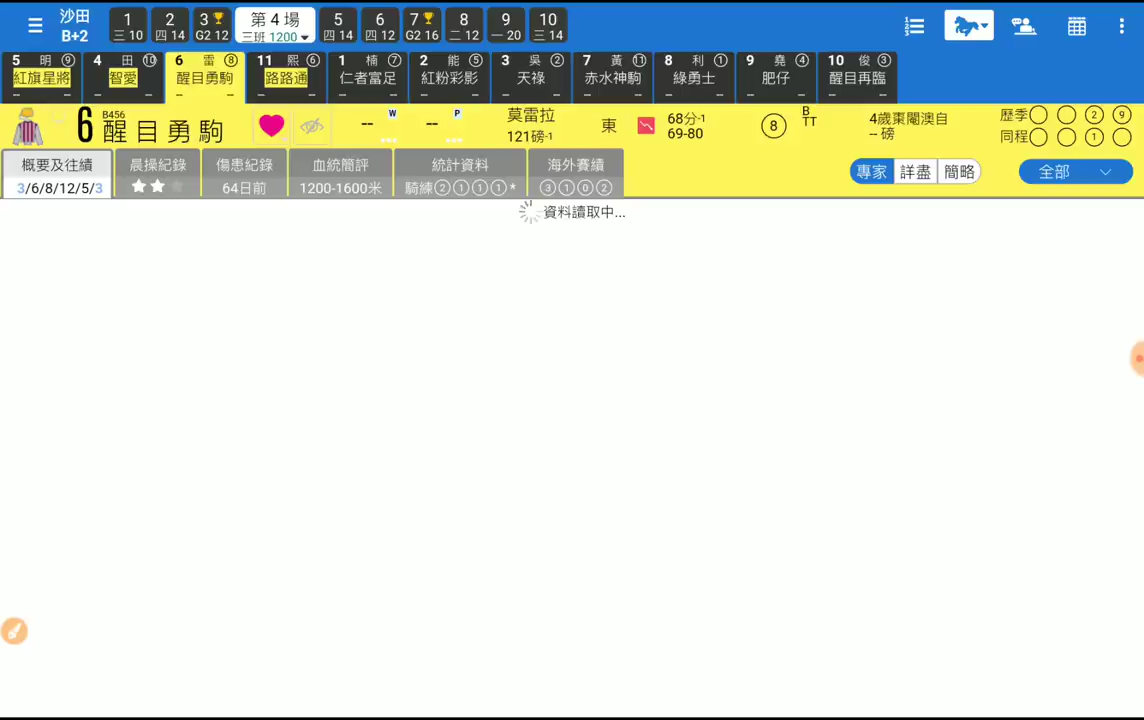 沙田
B+2
1
三 10
2
四 14
3
G2 12
第 4 場
三班 1200
5
四 14
6
四 12
7
G2 16
8
二 12
9
一 20
10
三 14
5 明 ⑨
紅旗星將
– –
4 田 ⑩
智愛
– –
6 雷 ⑧
醒目勇駒
– –
11 熙 ⑥
路路通
– –
1 楠 ⑦
仁者富足
– –
2 能 ⑤
紅粉彩影
– –
3 吳 ②
天祿
– –
7 黃 ⑪
赤水神駒
– –
8 利 ①
綠勇士
– –
9 堯 ④
肥仔
– –
10 俊 ③
醒目再臨
– –
6
B456
醒目勇駒
-- W
-- P
莫雷拉
121磅-1
東
68分-1
69-80
⑧
B
TT
4歲東閹澳自
-- 磅
歷季 ② ⑨
同程 ①
概要及往績
3/6/8/12/5/3
晨操紀錄
★★★
傷患紀錄
64日前
血統簡評
1200-1600米
統計資料
騎練②①①①*
海外賽績
③①⓪②
專家
詳盡
簡略
全部
資料讀取中...